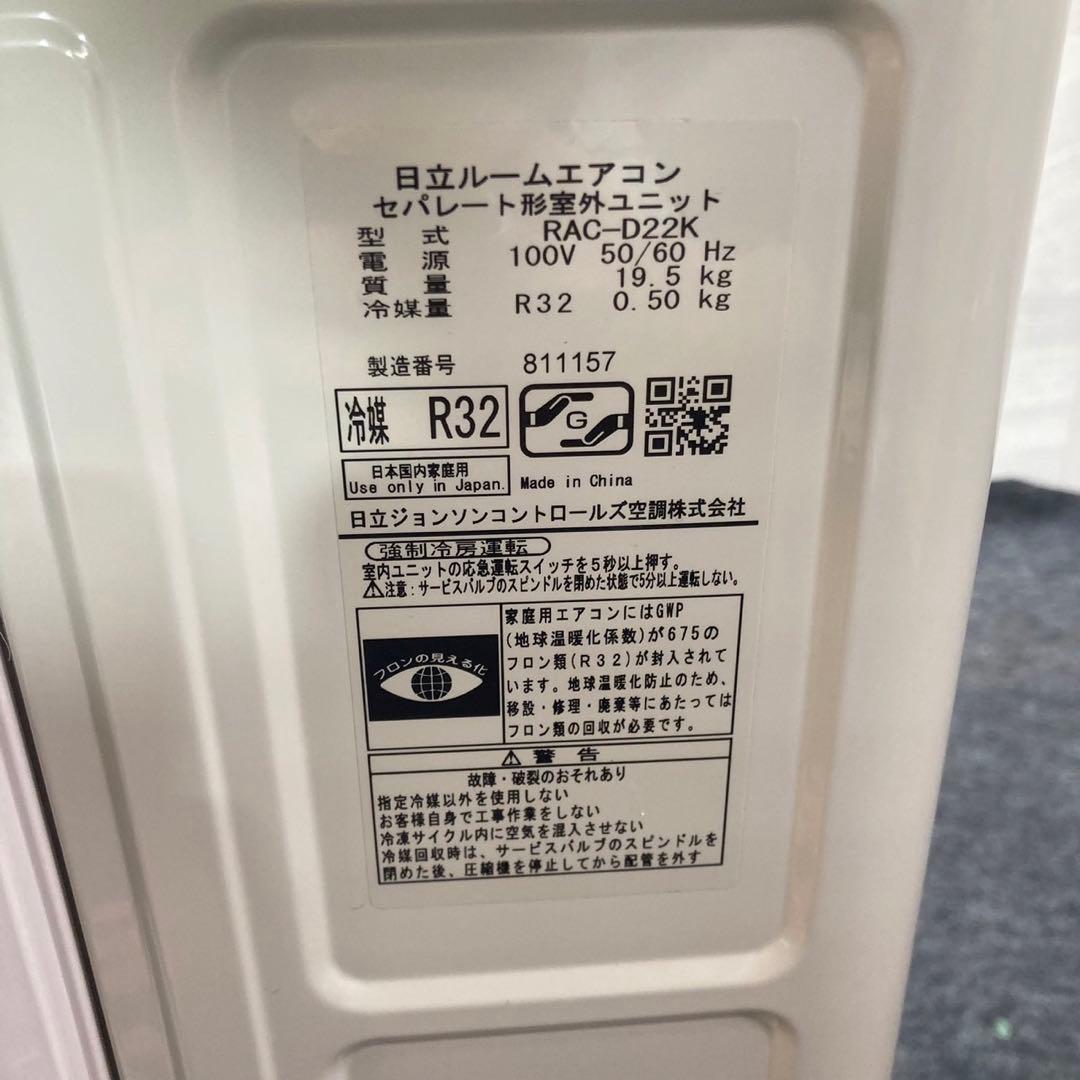 日立ルームエアコン
セパレート形室外ユニット
型式 RAC-D22K
電源 100V 50/60 Hz
質量 19.5 kg
冷媒量 R32 0.50 kg
製造番号 811157
冷媒 R32
G
日本国内家庭用
Use only in Japan.
Made in China
日立ジョンソンコントロールズ空調株式会社
強制冷房運転
室内ユニットの応急運転スイッチを5秒以上押す。
⚠注意:サービスバルブのスピンドルを閉めた状態で5分以上運転しない。
フロンの見える化
家庭用エアコンにはGWP
(地球温暖化係数)が675の
フロン類(R32)が封入されて
います。地球温暖化防止のため、
移設・修理・廃棄等にあたっては
フロン類の回収が必要です。
⚠警告
故障・破裂のおそれあり
指定冷媒以外を使用しない
お客様自身で工事作業をしない
冷凍サイクル内に空気を混入させない
冷媒回収時は、サービスバルブのスピンドルを
閉めた後、圧縮機を停止してから配管を外す